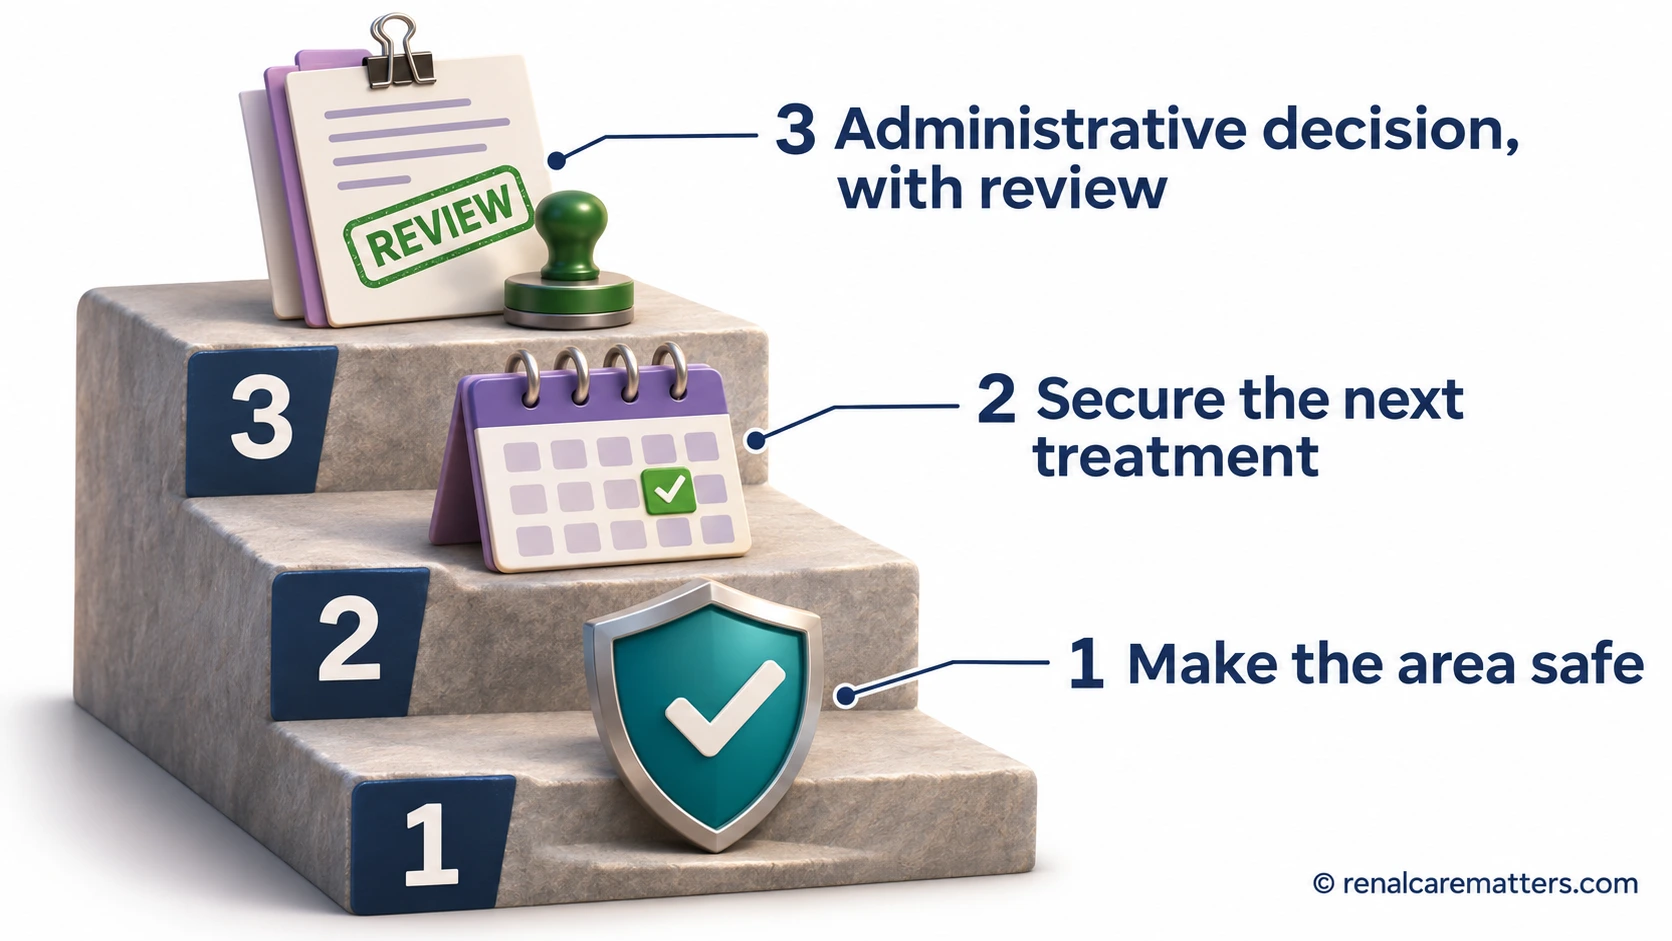 REVIEW
3 Administrative decision,
with review
3
2 Secure the next
treatment
2
1 Make the area safe
1
© renalcarematters.com